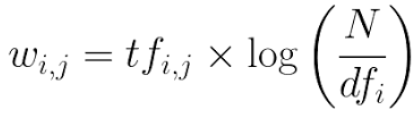 w_{i,j} = tf_{i,j} × log(N / df_i)